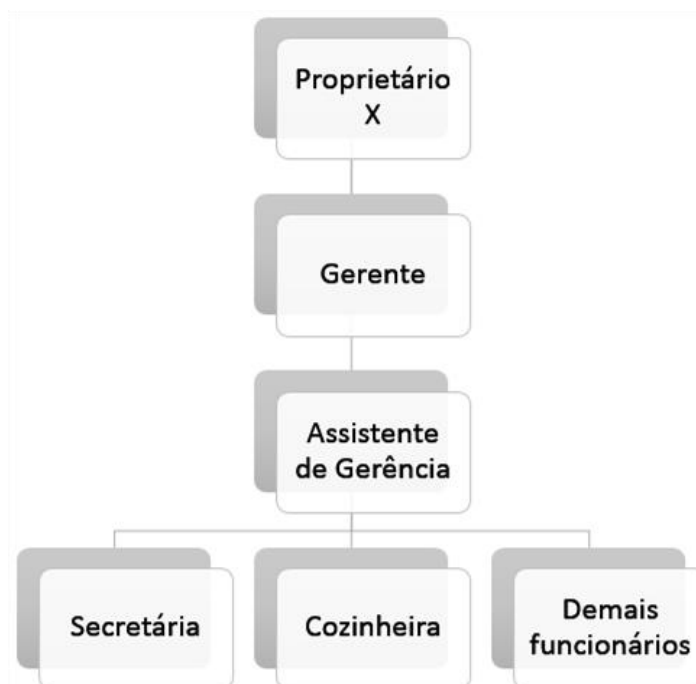 Proprietário
X
Gerente
Assistente
de Gerência
Secretária
Cozinheira
Demais
funcionários